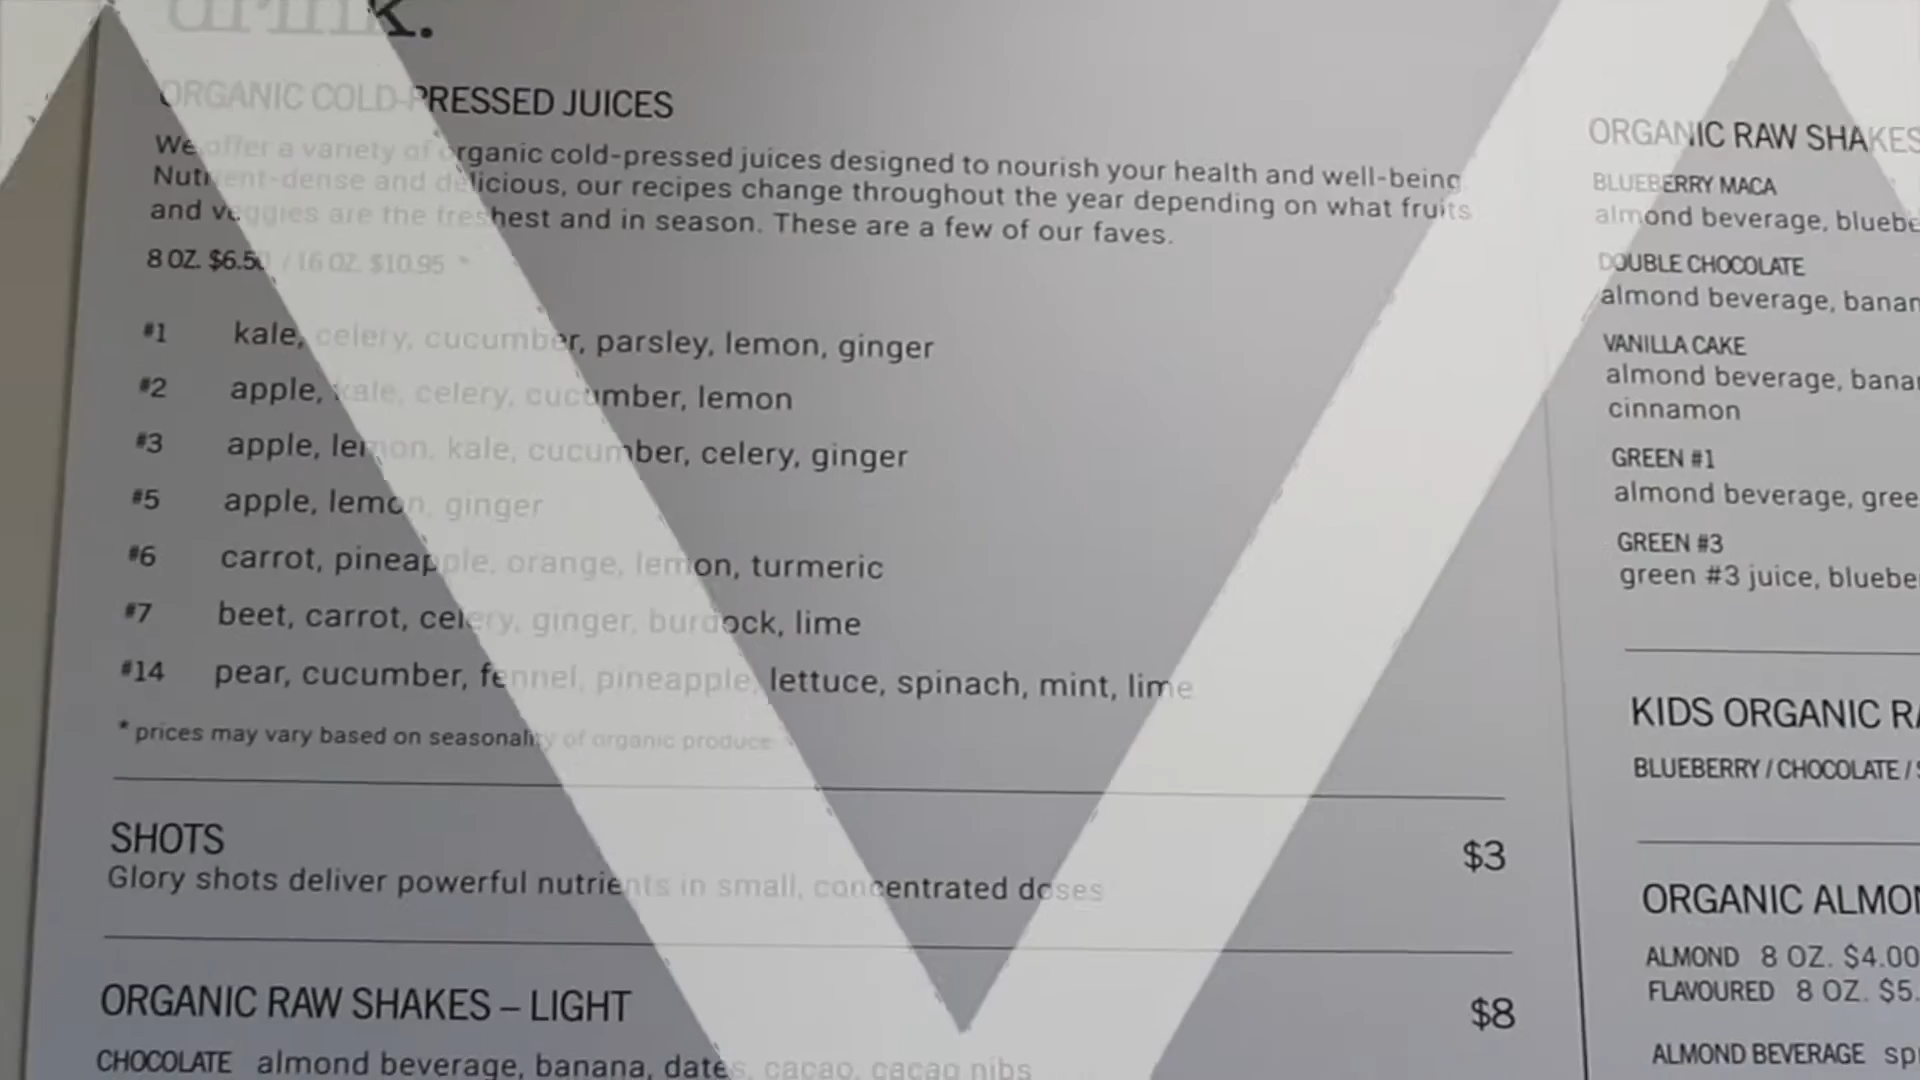 drink.
ORGANIC COLD-PRESSED JUICES
We offer a variety of organic cold-pressed juices designed to nourish your health and well-being.
Nutrient-dense and delicious, our recipes change throughout the year depending on what fruits
and veggies are the freshest and in season. These are a few of our faves.
8 OZ. $6.50 / 16 OZ. $10.95 *
#1 kale, celery, cucumber, parsley, lemon, ginger
#2 apple, kale, celery, cucumber, lemon
#3 apple, lemon, kale, cucumber, celery, ginger
#5 apple, lemon, ginger
#6 carrot, pineapple, orange, lemon, turmeric
#7 beet, carrot, celery, ginger, burdock, lime
#14 pear, cucumber, fennel, pineapple, lettuce, spinach, mint, lime
* prices may vary based on seasonality of organic produce
SHOTS $3
Glory shots deliver powerful nutrients in small, concentrated doses
ORGANIC RAW SHAKES – LIGHT $8
CHOCOLATE almond beverage, banana, dates, cacao, cacao nibs
ORGANIC RAW SHAKES
BLUEBERRY MACA
almond beverage,
DOUBLE CHOCOLATE
almond beverage,
VANILLA CAKE
almond beverage,
cinnamon
GREEN #1
almond beverage,
GREEN #3
green #3 juice,
KIDS ORGANIC
BLUEBERRY / CHOCOLATE /
ORGANIC
ALMOND 8 OZ. $4.00
FLAVOURED 8 OZ.
ALMOND BEVERAGE